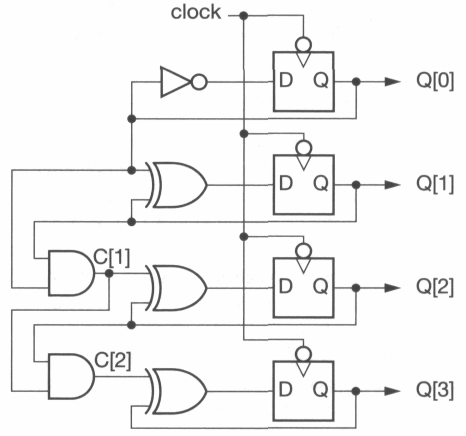 clock
D Q Q[0]
D Q Q[1]
C[1]
D Q Q[2]
C[2]
D Q Q[3]